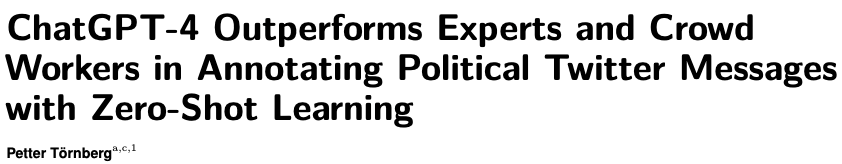 ChatGPT-4 Outperforms Experts and Crowd
Workers in Annotating Political Twitter Messages
with Zero-Shot Learning
Petter Törnberg^a,c,1